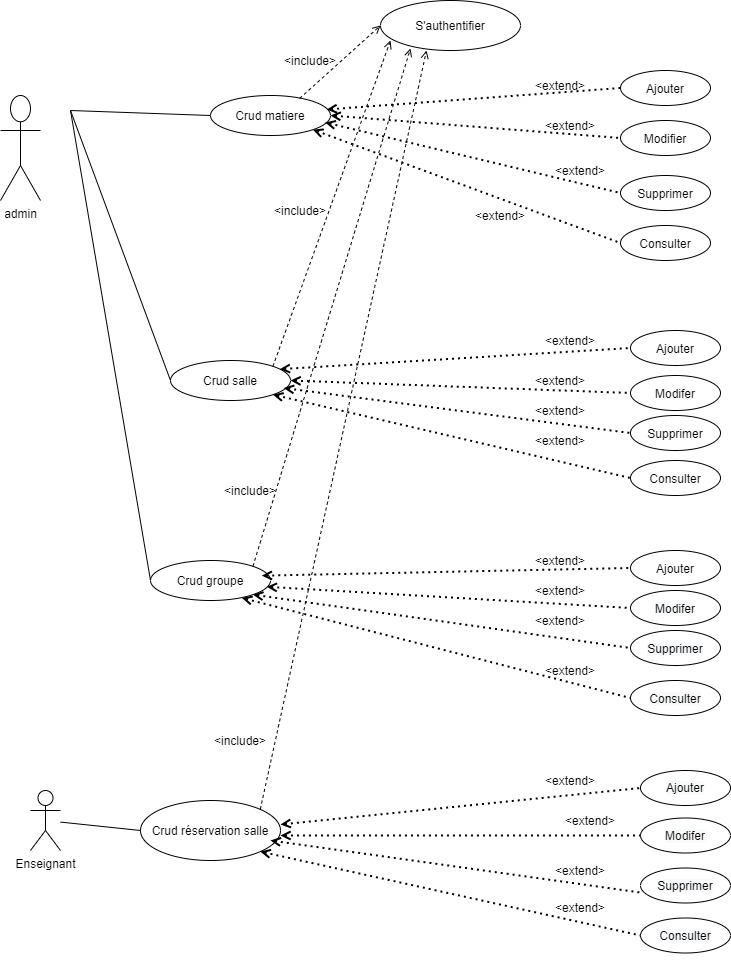 S'authentifier
<include>
Crud matiere
<extend>
Ajouter
<extend>
Modifier
<extend>
Supprimer
<extend>
Consulter
admin
<include>
Crud salle
<extend>
Ajouter
<extend>
Modifer
<extend>
Supprimer
<extend>
Consulter
<include>
Crud groupe
<extend>
Ajouter
<extend>
Modifer
<extend>
Supprimer
<extend>
Consulter
<include>
Enseignant
Crud réservation salle
<extend>
Ajouter
<extend>
Modifer
<extend>
Supprimer
<extend>
Consulter